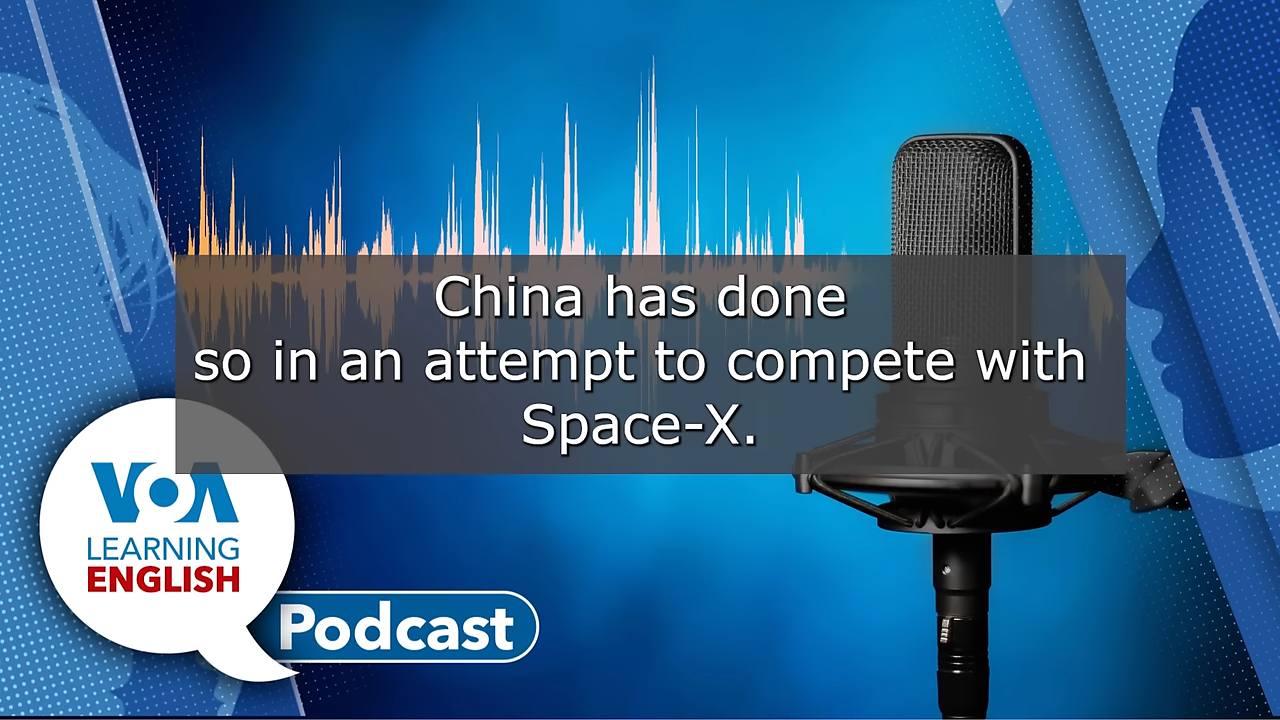 China has done
so in an attempt to compete with
Space-X.
VOA
LEARNING
ENGLISH
Podcast